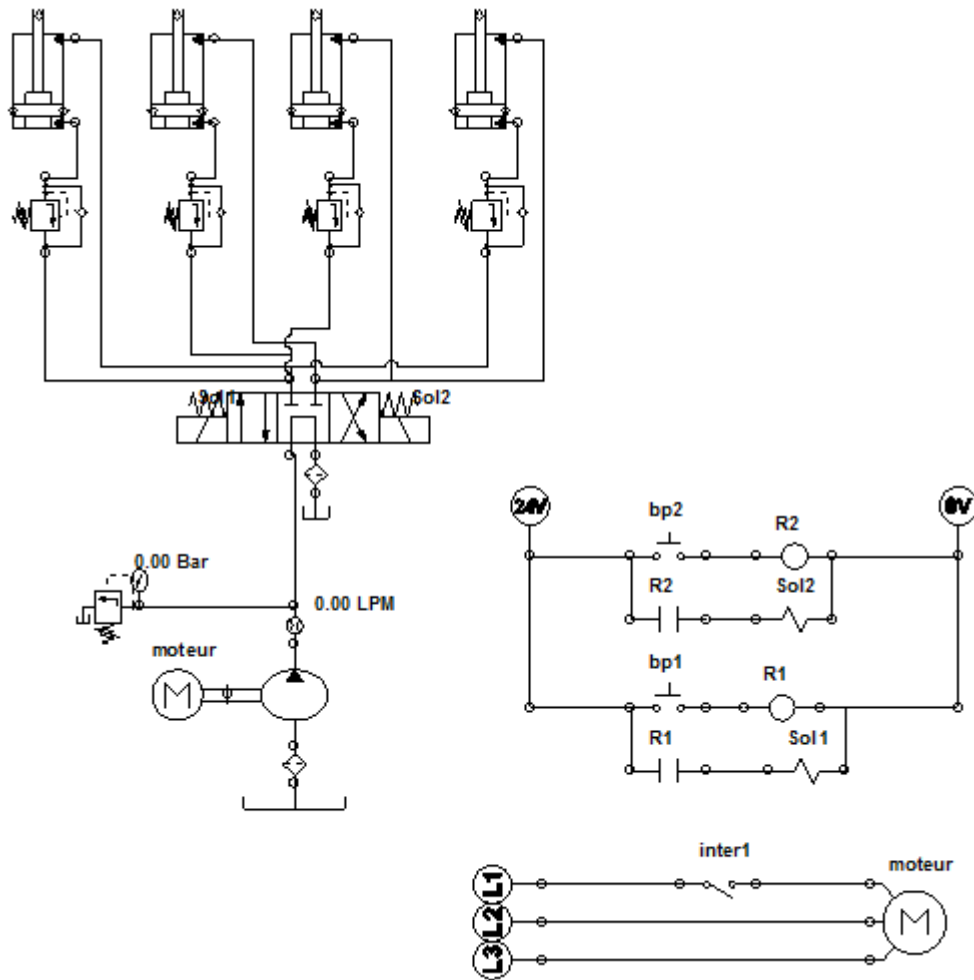 Sol1
Sol2
24V
0V
bp2
R2
R2
Sol2
0.00 Bar
0.00 LPM
moteur
M
bp1
R1
R1
Sol1
inter1
moteur
L1
L2
L3
M